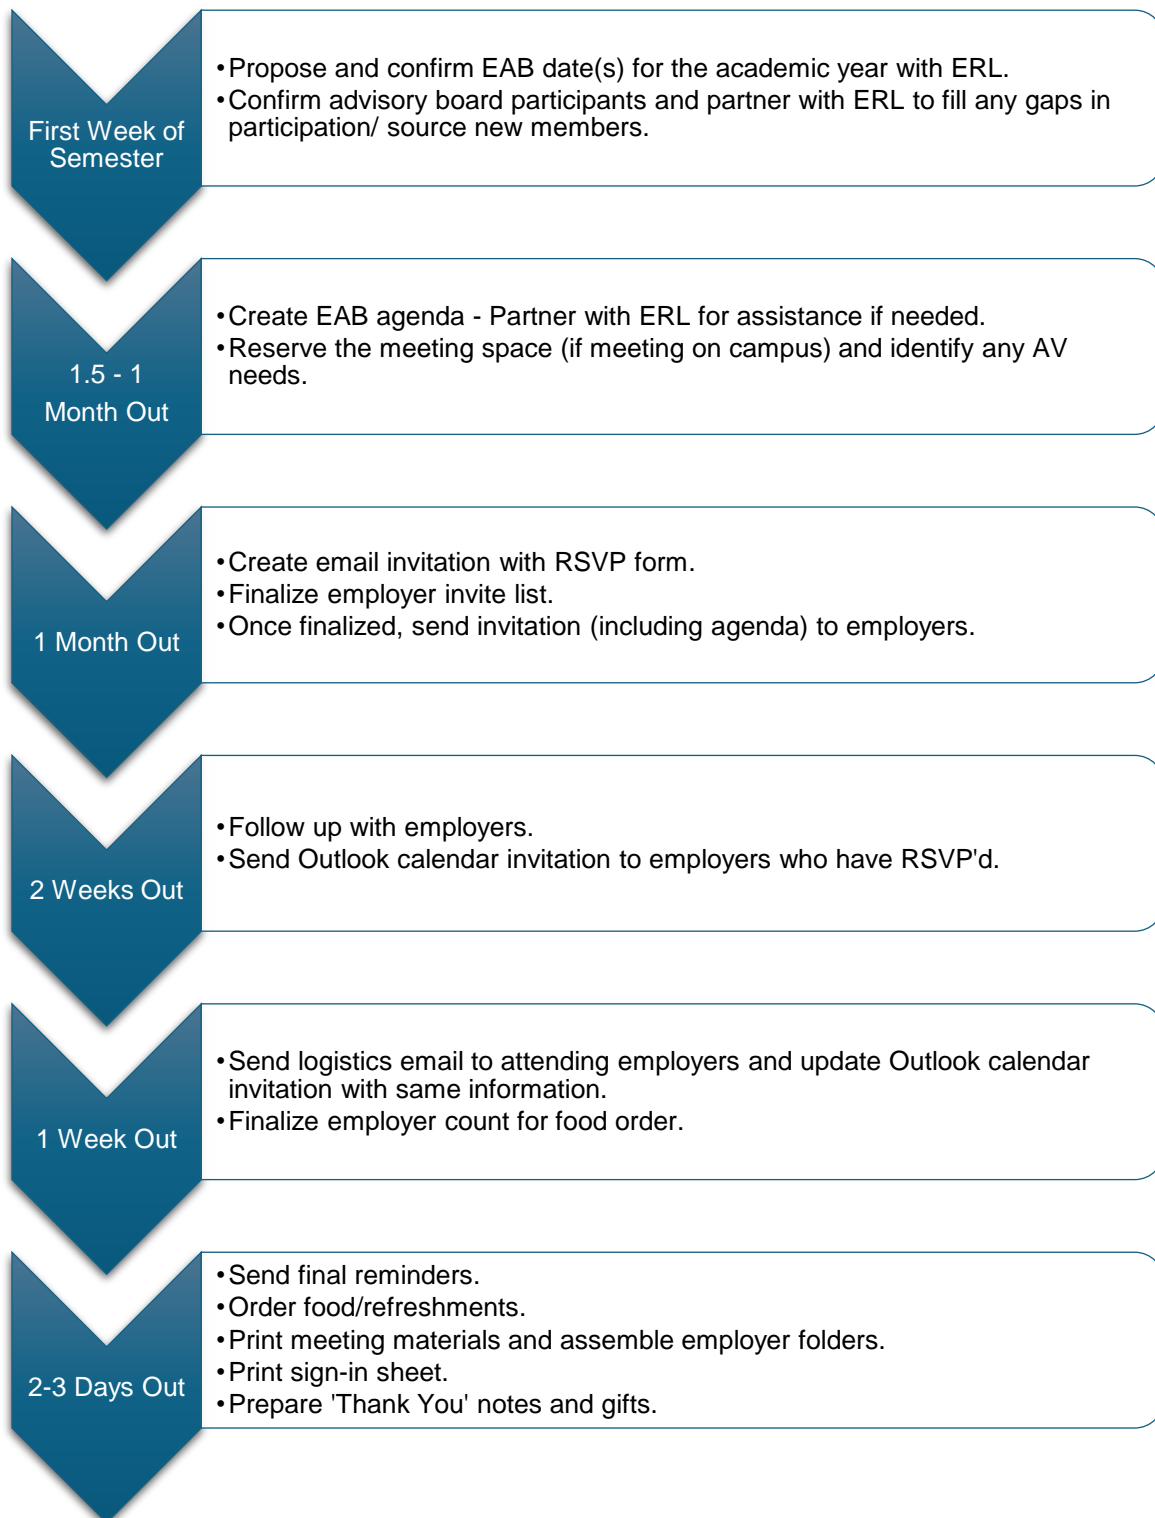 First Week of
Semester
•Propose and confirm EAB date(s) for the academic year with ERL.
•Confirm advisory board participants and partner with ERL to fill any gaps in
participation/ source new members.
1.5 - 1
Month Out
•Create EAB agenda - Partner with ERL for assistance if needed.
•Reserve the meeting space (if meeting on campus) and identify any AV
needs.
1 Month Out
•Create email invitation with RSVP form.
•Finalize employer invite list.
•Once finalized, send invitation (including agenda) to employers.
2 Weeks Out
•Follow up with employers.
•Send Outlook calendar invitation to employers who have RSVP'd.
1 Week Out
•Send logistics email to attending employers and update Outlook calendar
invitation with same information.
•Finalize employer count for food order.
2-3 Days Out
•Send final reminders.
•Order food/refreshments.
•Print meeting materials and assemble employer folders.
•Print sign-in sheet.
•Prepare 'Thank You' notes and gifts.